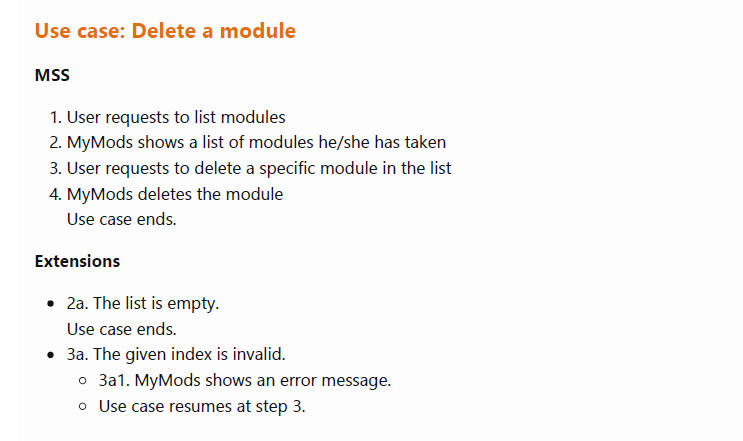 Use case: Delete a module
MSS
1. User requests to list modules
2. MyMods shows a list of modules he/she has taken
3. User requests to delete a specific module in the list
4. MyMods deletes the module
Use case ends.
Extensions
• 2a. The list is empty.
Use case ends.
• 3a. The given index is invalid.
◦ 3a1. MyMods shows an error message.
◦ Use case resumes at step 3.